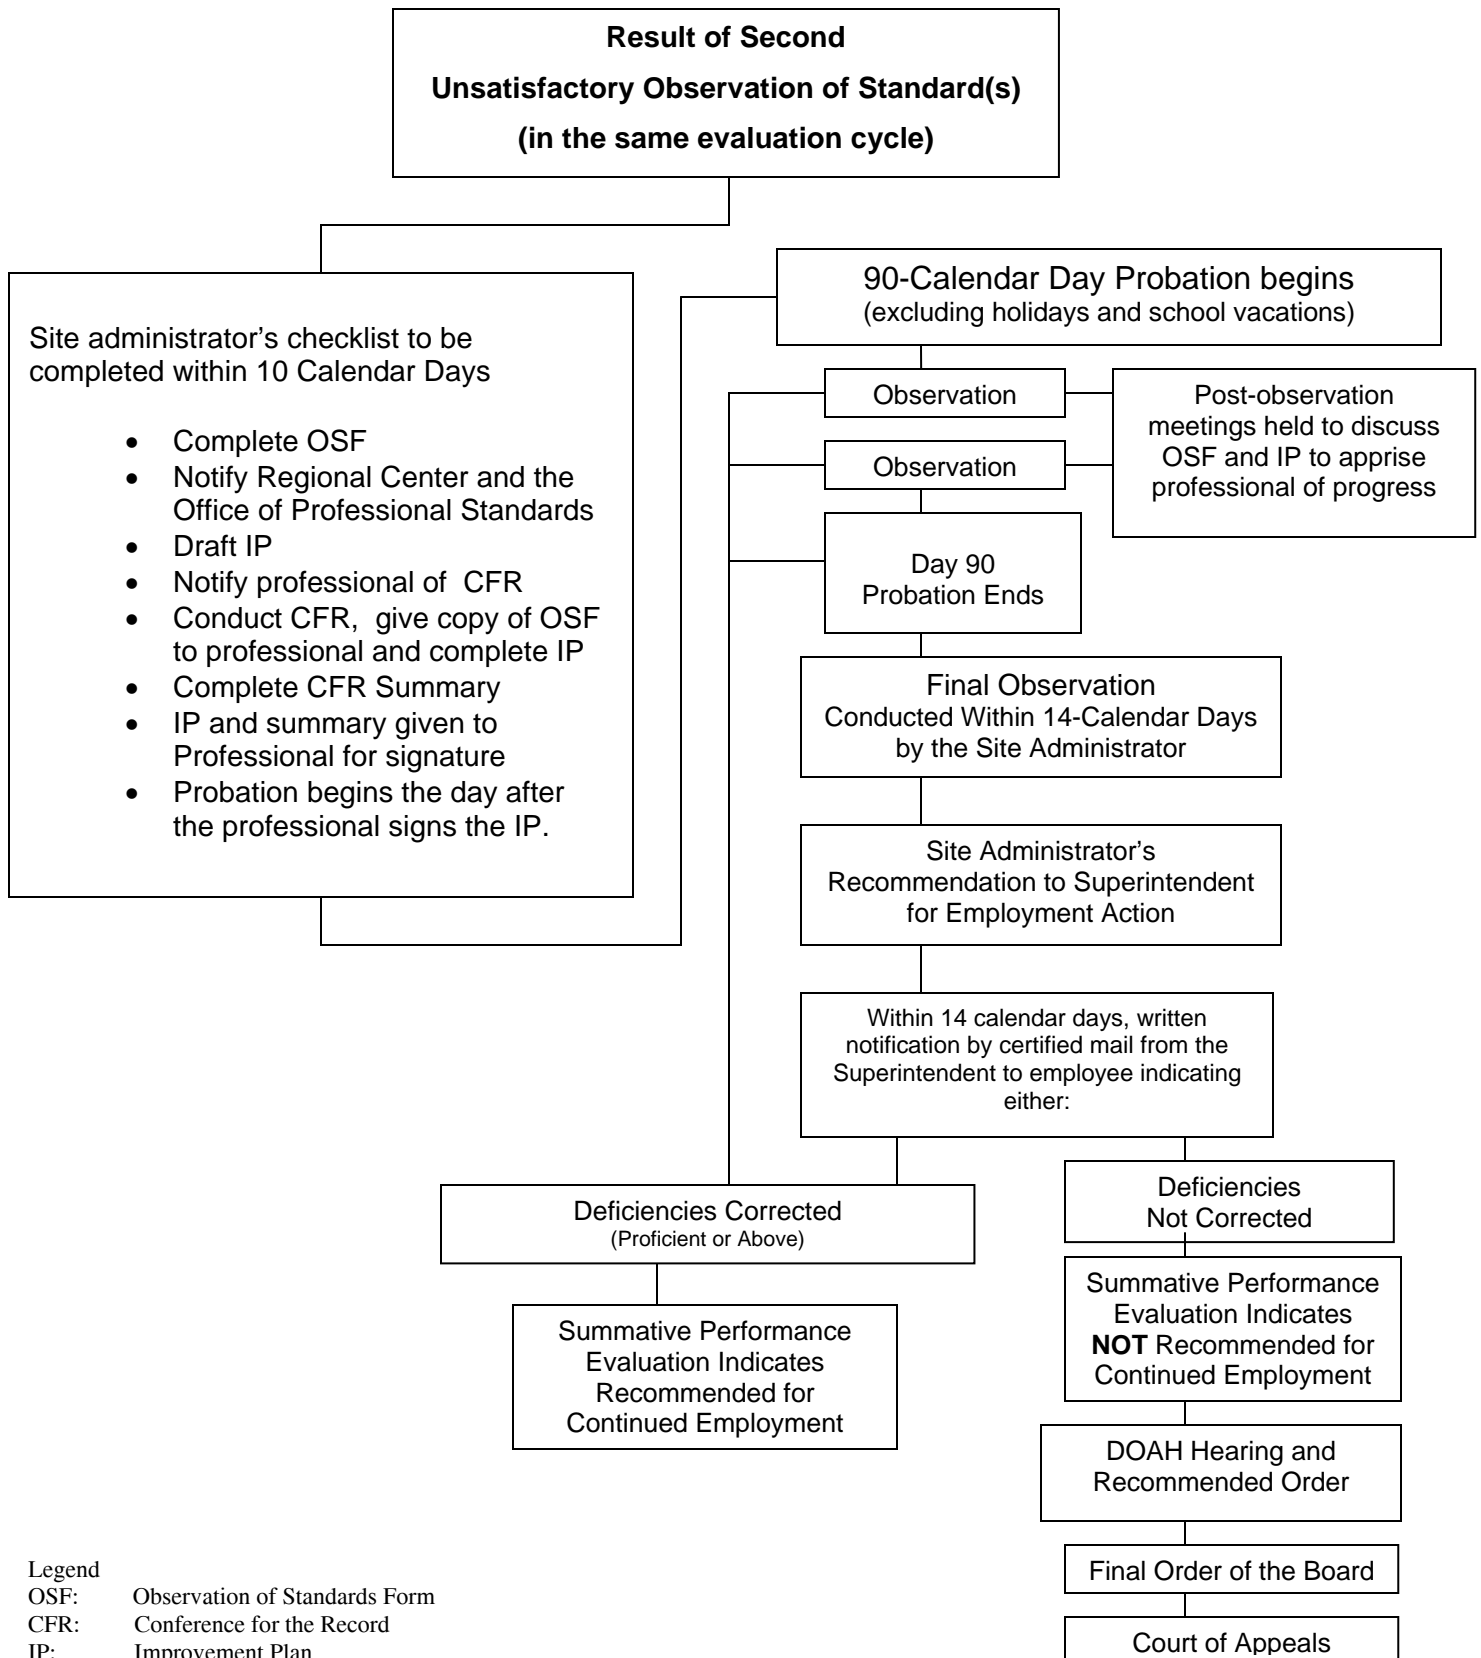 Result of Second
Unsatisfactory Observation of Standard(s)
(in the same evaluation cycle)
Site administrator's checklist to be
completed within 10 Calendar Days
• Complete OSF
• Notify Regional Center and the
Office of Professional Standards
• Draft IP
• Notify professional of CFR
• Conduct CFR, give copy of OSF
to professional and complete IP
• Complete CFR Summary
• IP and summary given to
Professional for signature
• Probation begins the day after
the professional signs the IP.
90-Calendar Day Probation begins
(excluding holidays and school vacations)
Observation
Post-observation
meetings held to discuss
OSF and IP to apprise
professional of progress
Observation
Day 90
Probation Ends
Final Observation
Conducted Within 14-Calendar Days
by the Site Administrator
Site Administrator's
Recommendation to Superintendent
for Employment Action
Within 14 calendar days, written
notification by certified mail from the
Superintendent to employee indicating
either:
Deficiencies Corrected
(Proficient or Above)
Summative Performance
Evaluation Indicates
Recommended for
Continued Employment
Deficiencies
Not Corrected
Summative Performance
Evaluation Indicates
NOT Recommended for
Continued Employment
DOAH Hearing and
Recommended Order
Final Order of the Board
Court of Appeals
Legend
OSF: Observation of Standards Form
CFR: Conference for the Record
IP: Improvement Plan